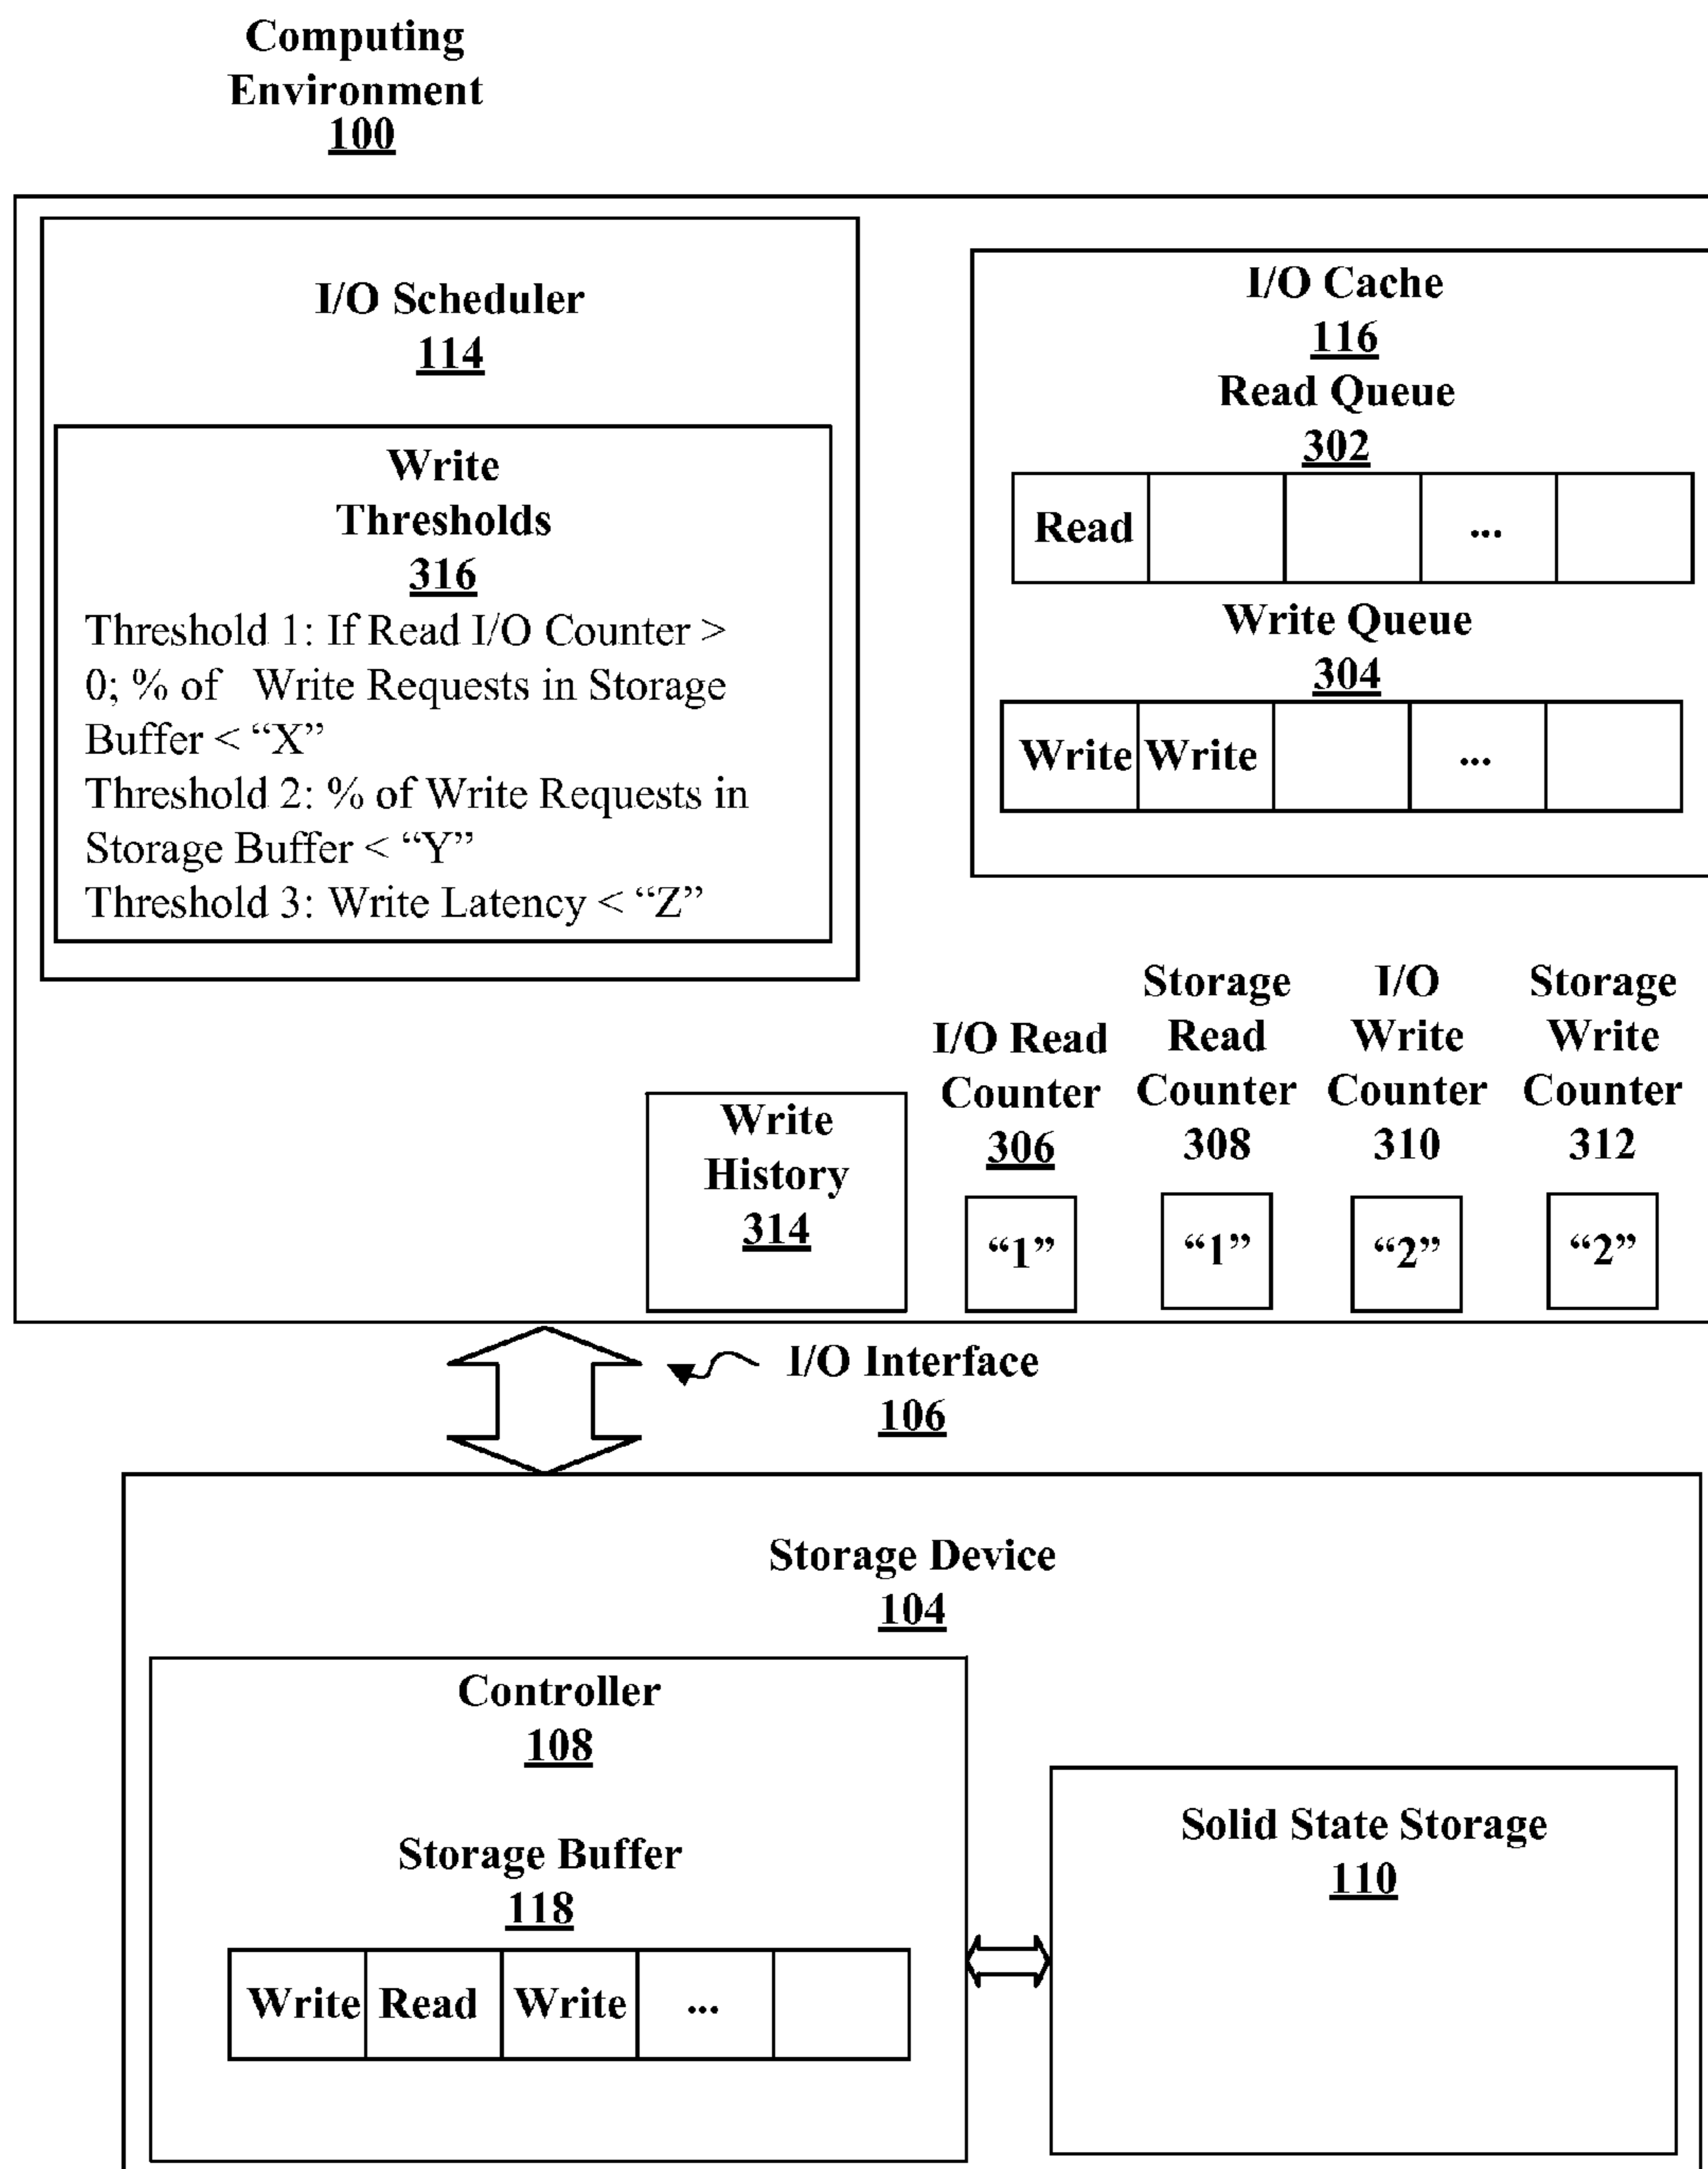 Computing
Environment
100
I/O Scheduler
114
Write
Thresholds
316
Threshold 1: If Read I/O Counter >
0; % of Write Requests in Storage
Buffer < “X”
Threshold 2: % of Write Requests in
Storage Buffer < “Y”
Threshold 3: Write Latency < “Z”
I/O Cache
116
Read Queue
302
Read ...
Write Queue
304
Write Write ...
Write
History
314
I/O Read
Counter
306
“1”
Storage
Read
Counter
308
“1”
I/O
Write
Counter
310
“2”
Storage
Write
Counter
312
“2”
I/O Interface
106
Storage Device
104
Controller
108
Storage Buffer
118
Write Read Write ...
Solid State Storage
110